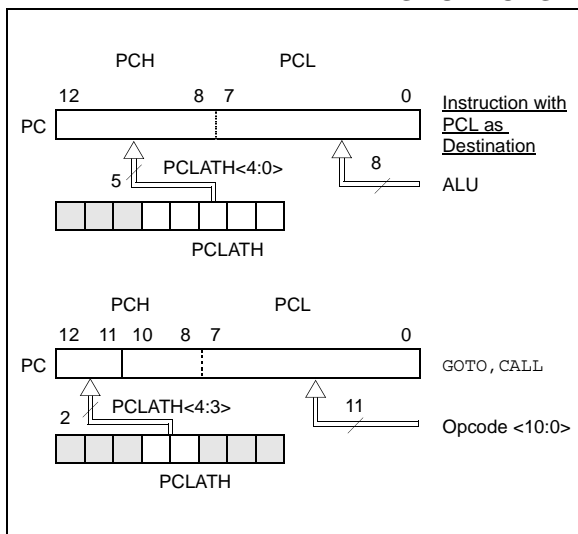 PCH PCL
12 8 7 0
Instruction with
PCL as
Destination
PC
5 PCLATH<4:0>
8
ALU
PCLATH
PCH PCL
12 11 10 8 7 0
PC GOTO, CALL
2 PCLATH<4:3>
11
Opcode <10:0>
PCLATH